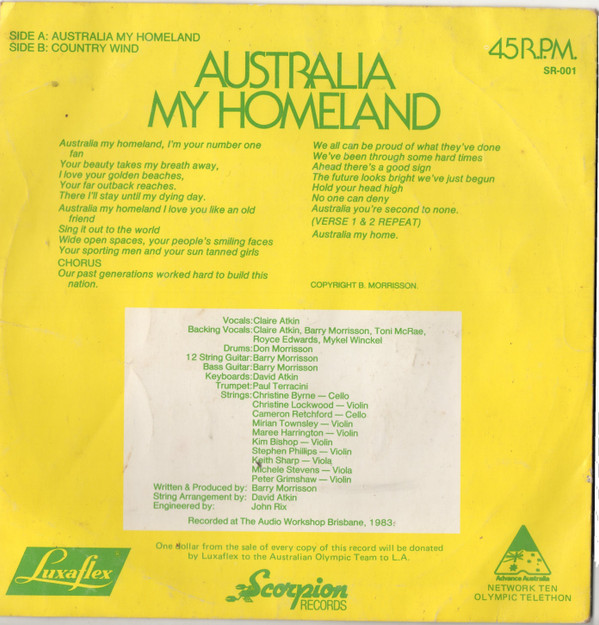 SIDE A: AUSTRALIA MY HOMELAND
SIDE B: COUNTRY WIND
45 R.P.M.
SR-001
AUSTRALIA
MY HOMELAND
Australia my homeland, I'm your number one
fan
Your beauty takes my breath away,
I love your golden beaches,
Your far outback reaches.
There I'll stay until my dying day.
Australia my homeland I love you like an old
friend
Sing it out to the world
Wide open spaces, your people's smiling faces
Your sporting men and your sun tanned girls
CHORUS
Our past generations worked hard to build this
nation.
We all can be proud of what they've done
We've been through some hard times
Ahead there's a good sign
The future looks bright we've just begun
Hold your head high
No one can deny
Australia you're second to none.
(VERSE 1 & 2 REPEAT)
Australia my home.
COPYRIGHT B. MORRISSON.
Vocals: Claire Atkin
Backing Vocals: Claire Atkin, Barry Morrisson, Toni McRae,
Royce Edwards, Mykel Winckel
Drums: Don Morrisson
12 String Guitar: Barry Morrisson
Bass Guitar: Barry Morrisson
Keyboards: David Atkin
Trumpet: Paul Terracini
Strings: Christine Byrne — Cello
Christine Lockwood — Violin
Cameron Retchford — Cello
Mirian Townsley — Violin
Maree Harrington — Violin
Kim Bishop — Violin
Stephen Phillips — Violin
Keith Sharp — Viola
Michele Stevens — Viola
Peter Grimshaw — Violin
Written & Produced by: Barry Morrisson
String Arrangement by: David Atkin
Engineered by: John Rix
Recorded at The Audio Workshop Brisbane, 1983.
One dollar from the sale of every copy of this record will be donated
by Luxaflex to the Australian Olympic Team to L.A.
Luxaflex
Scorpion
RECORDS
Advance Australia
NETWORK TEN
OLYMPIC TELETHON